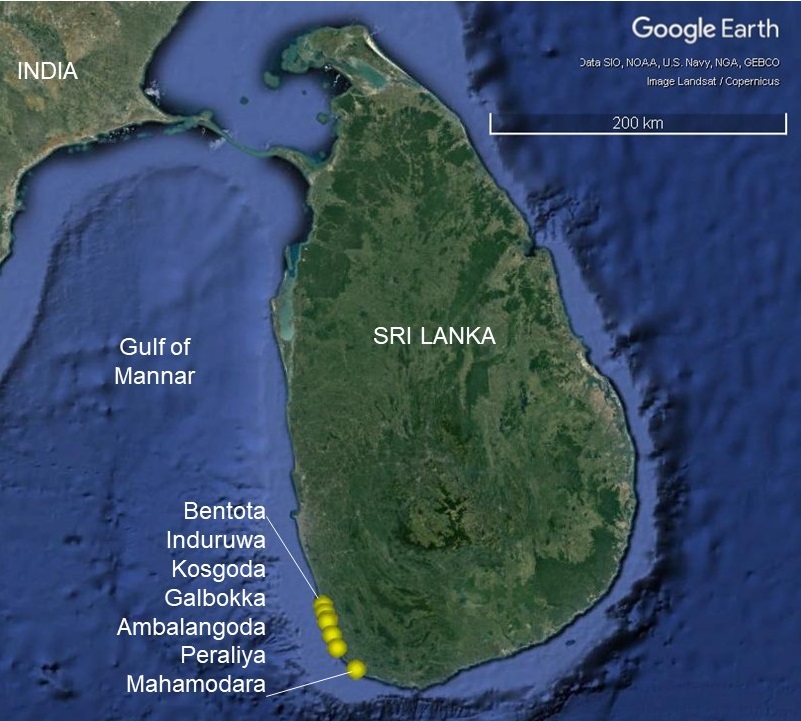 Google Earth
Data SIO, NOAA, U.S. Navy, NGA, GEBCO
Image Landsat / Copernicus
INDIA
200 km
SRI LANKA
Gulf of
Mannar
Bentota
Induruwa
Kosgoda
Galbokka
Ambalangoda
Peraliya
Mahamodara